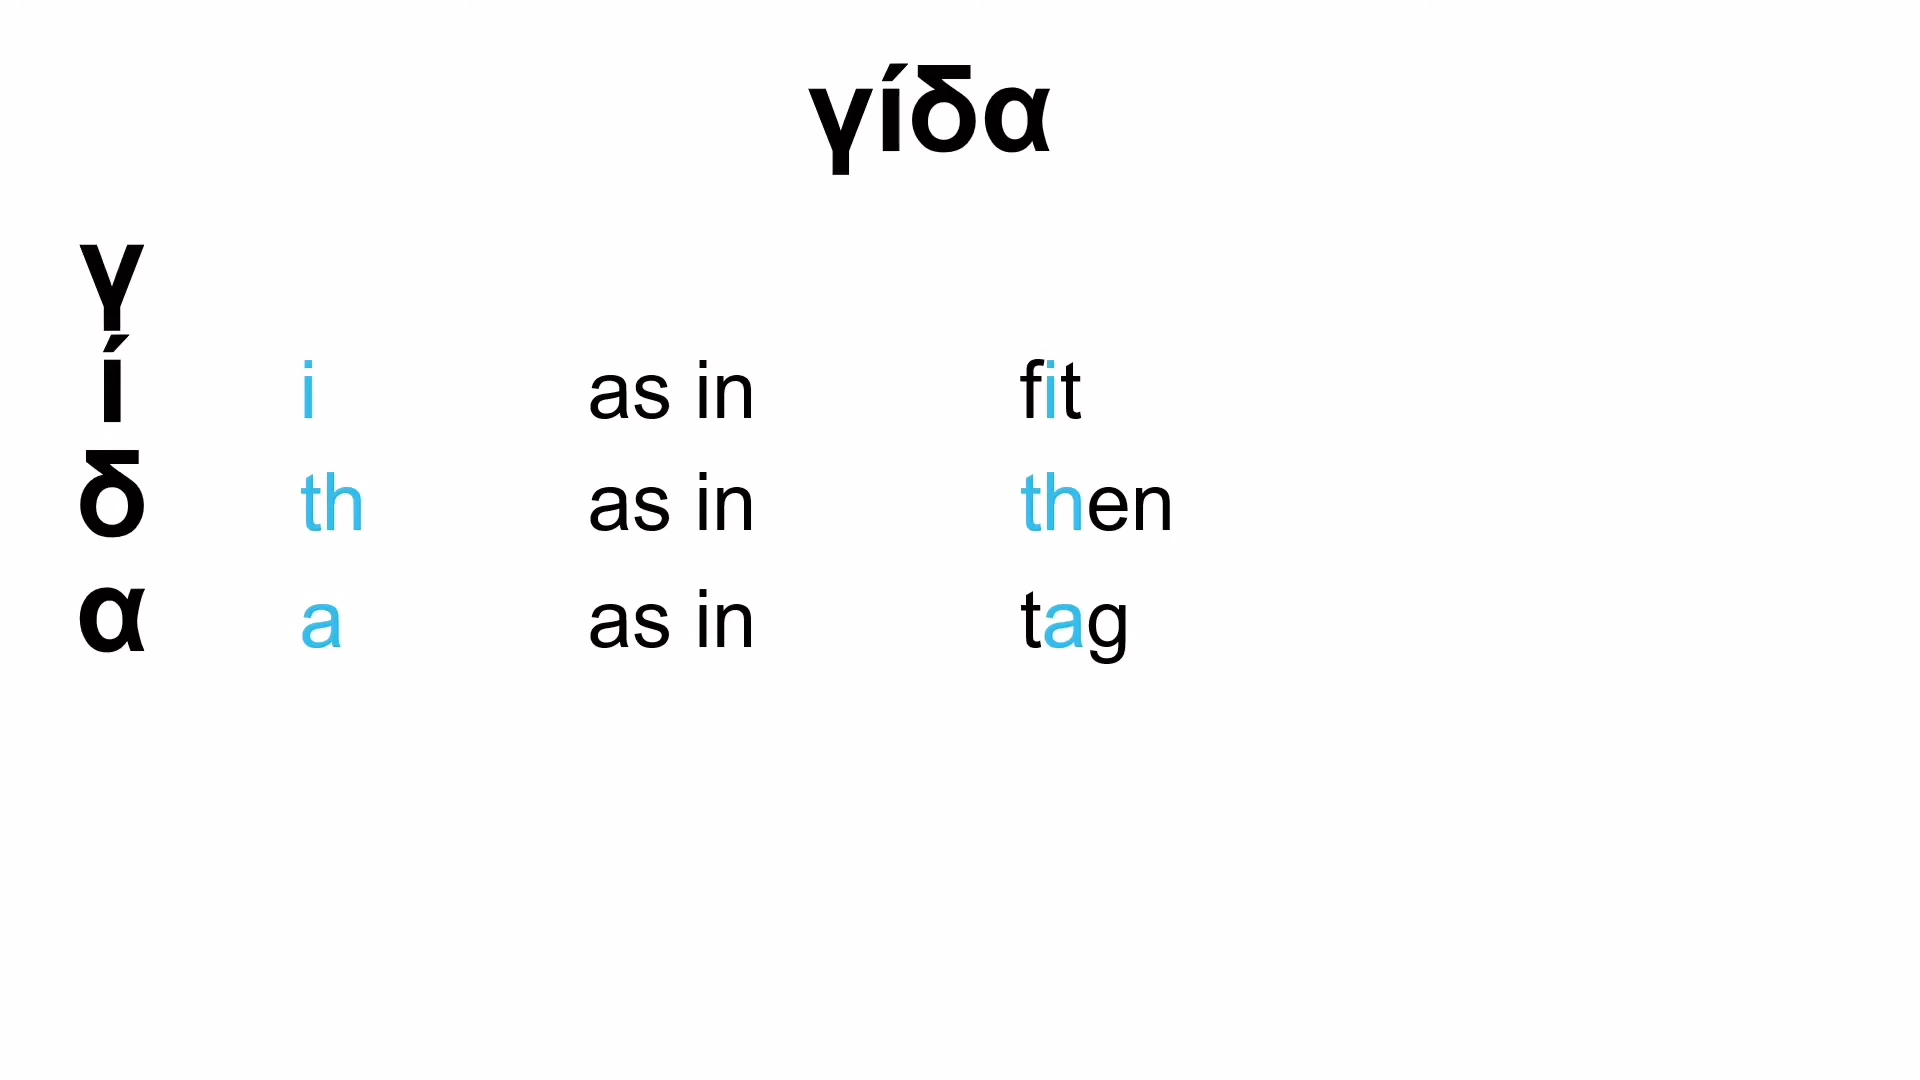 γίδα
γ
ί i as in fit
δ th as in then
α a as in tag